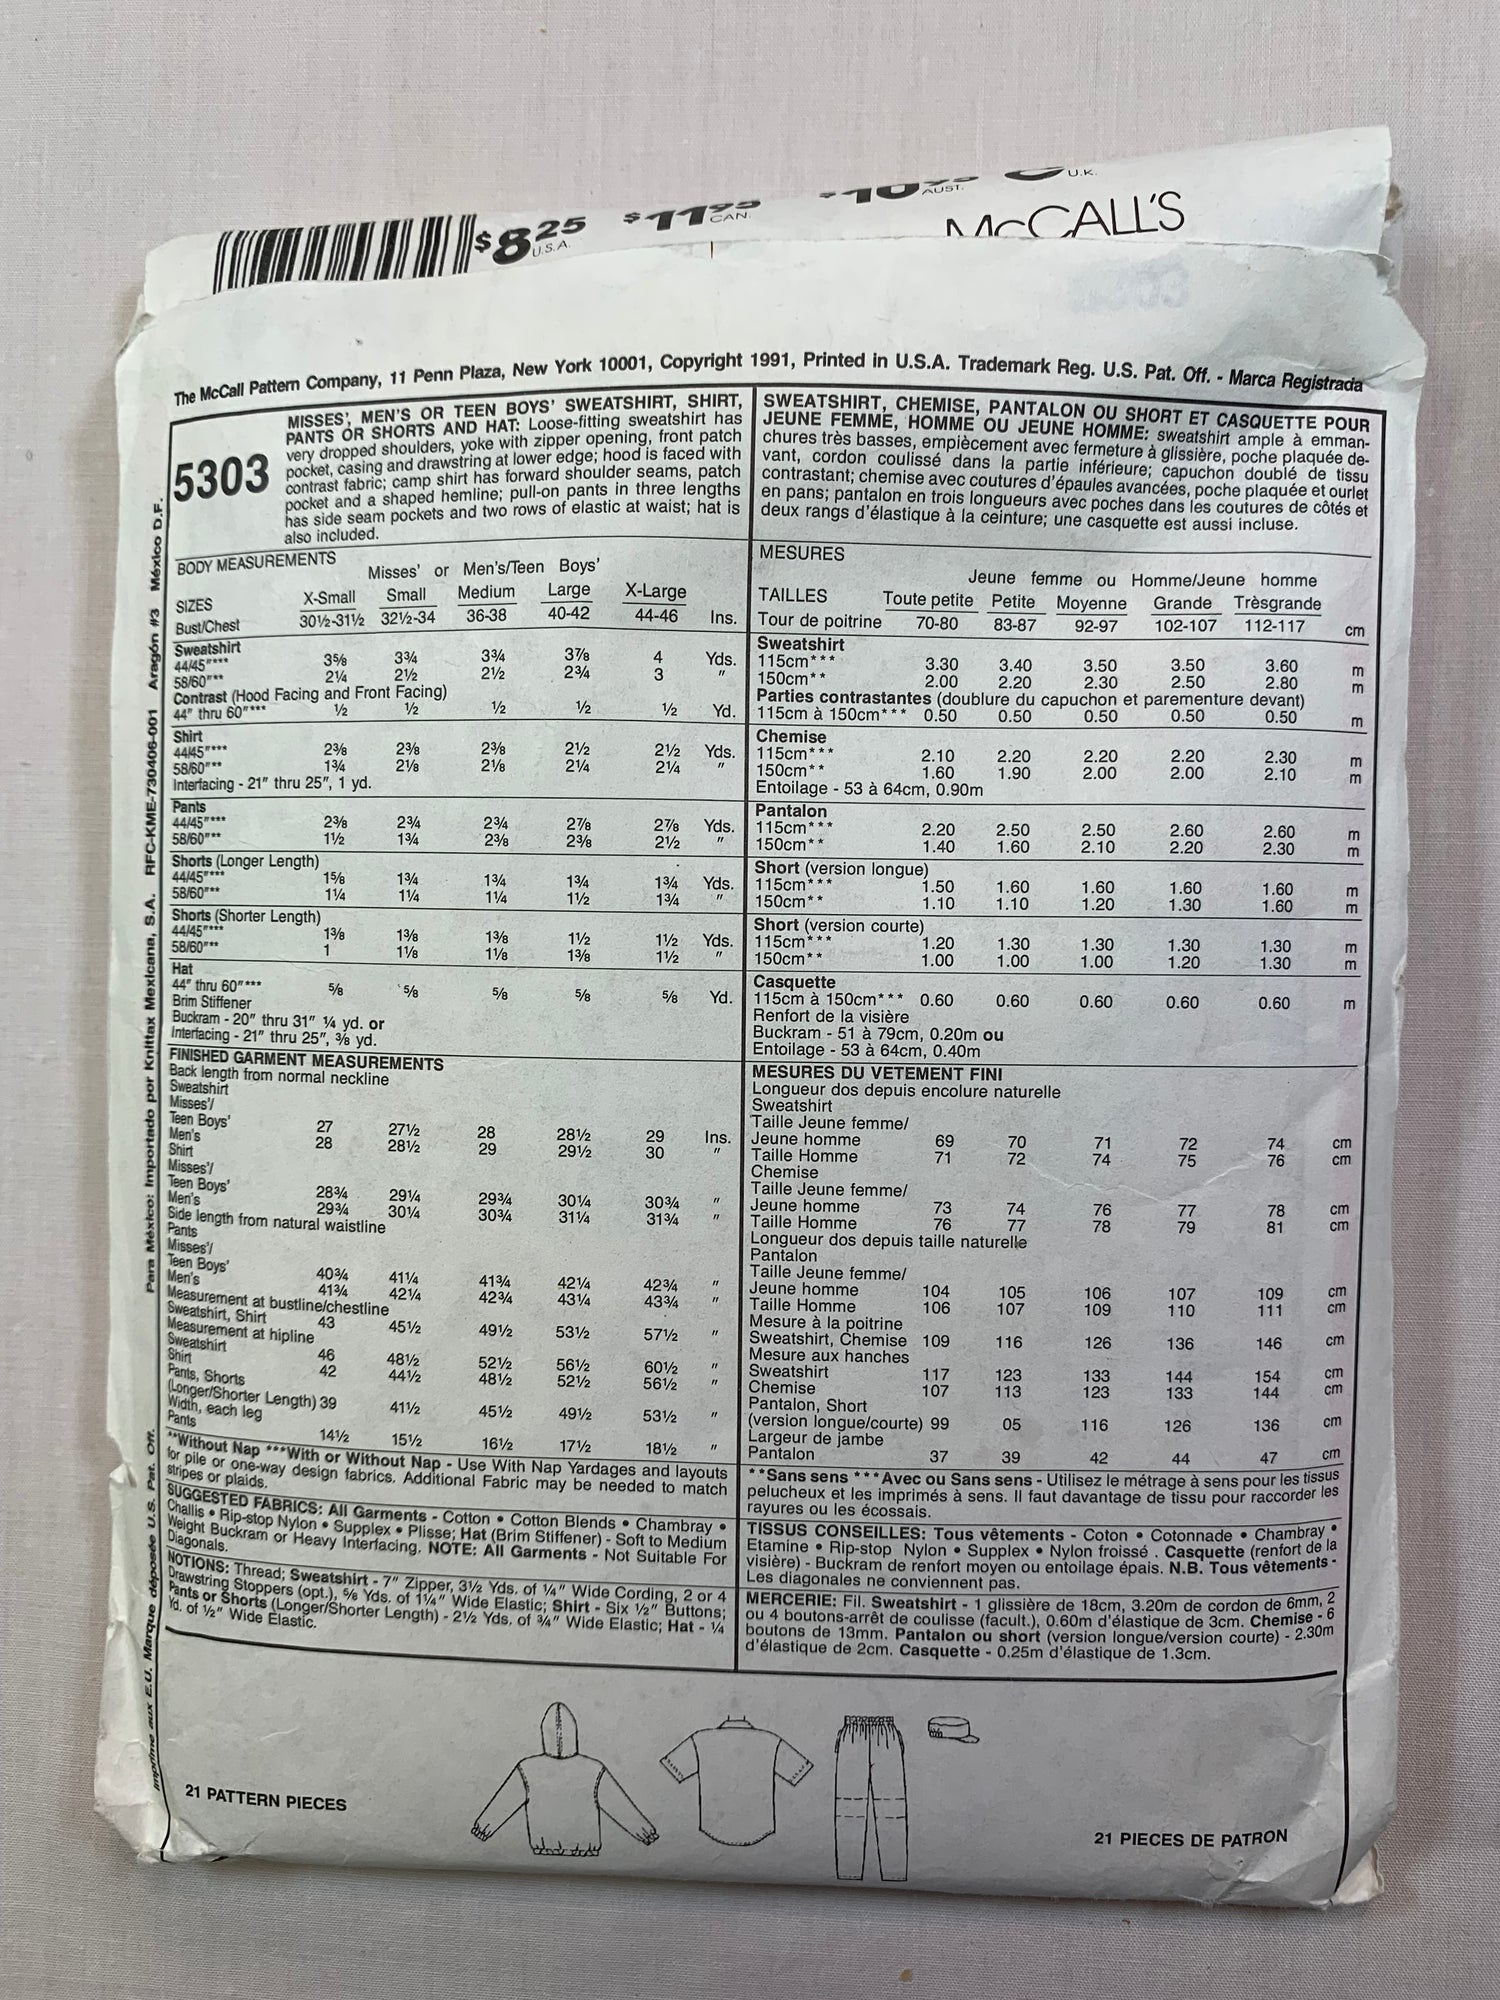 $8.25 U.S.A.
$11.95 CAN.
AUST.
U.K.
McCALL'S
The McCall Pattern Company, 11 Penn Plaza, New York 10001, Copyright 1991, Printed in U.S.A. Trademark Reg. U.S. Pat. Off. - Marca Registrada
5303
MISSES', MEN'S OR TEEN BOYS' SWEATSHIRT, SHIRT,
PANTS OR SHORTS AND HAT: Loose-fitting sweatshirt has
very dropped shoulders, yoke with zipper opening, front patch
pocket, casing and drawstring at lower edge; hood is faced with
contrast fabric; camp shirt has forward shoulder seams, patch
pocket and a shaped hemline; pull-on pants in three lengths
has side seam pockets and two rows of elastic at waist; hat is
also included.
BODY MEASUREMENTS
Misses' or Men's/Teen Boys'
SIZES X-Small Small Medium Large X-Large
Bust/Chest 30½-31½ 32½-34 36-38 40-42 44-46 Ins.
Sweatshirt
44/45"*** 3⅝ 3¾ 3¾ 3⅞ 4 Yds.
58/60"** 2¼ 2½ 2½ 2¾ 3 "
Contrast (Hood Facing and Front Facing)
44" thru 60"*** ½ ½ ½ ½ ½ Yd.
Shirt
44/45"*** 2⅜ 2⅜ 2⅜ 2½ 2½ Yds.
58/60"** 1¾ 2⅛ 2⅛ 2¼ 2¼ "
Interfacing - 21" thru 25", 1 yd.
Pants
44/45"*** 2⅜ 2¾ 2¾ 2⅞ 2⅞ Yds.
58/60"** 1½ 1¾ 2⅜ 2⅜ 2½ "
Shorts (Longer Length)
44/45"*** 1⅝ 1¾ 1¾ 1¾ 1¾ Yds.
58/60"** 1¼ 1¼ 1¼ 1½ 1¾ "
Shorts (Shorter Length)
44/45"*** 1⅜ 1⅜ 1⅜ 1½ 1½ Yds.
58/60"** 1 1⅛ 1⅛ 1⅜ 1½ "
Hat
44" thru 60"*** ⅝ ⅝ ⅝ ⅝ ⅝ Yd.
Brim Stiffener
Buckram - 20" thru 31" ¼ yd. or
Interfacing - 21" thru 25", ⅜ yd.
FINISHED GARMENT MEASUREMENTS
Back length from normal neckline
Sweatshirt
Misses'/
Teen Boys' 27 27½ 28 28½ 29 Ins.
Men's 28 28½ 29 29½ 30 "
Shirt
Misses'/
Teen Boys' 28¾ 29¼ 29¾ 30¼ 30¾ "
Men's 29¾ 30¼ 30¾ 31¼ 31¾ "
Side length from natural waistline
Pants
Misses'/
Teen Boys' 40¾ 41¼ 41¾ 42¼ 42¾ "
Men's 41¾ 42¼ 42¾ 43¼ 43¾ "
Measurement at bustline/chestline
Sweatshirt, Shirt 43 45½ 49½ 53½ 57½ "
Measurement at hipline
Sweatshirt 46 48½ 52½ 56½ 60½ "
Shirt 42 44½ 48½ 52½ 56½ "
Pants, Shorts
(Longer/Shorter Length) 39 41½ 45½ 49½ 53½ "
Width, each leg
Pants 14½ 15½ 16½ 17½ 18½ "
**Without Nap ***With or Without Nap - Use With Nap Yardages and layouts
for pile or one-way design fabrics. Additional Fabric may be needed to match
stripes or plaids.
SUGGESTED FABRICS: All Garments - Cotton • Cotton Blends • Chambray •
Challis • Rip-stop Nylon • Supplex • Plisse; Hat (Brim Stiffener) - Soft to Medium
Weight Buckram or Heavy Interfacing. NOTE: All Garments - Not Suitable For
Diagonals.
NOTIONS: Thread; Sweatshirt - 7" Zipper, 3½ Yds. of ¼" Wide Cording, 2 or 4
Drawstring Stoppers (opt.), ⅝ Yds. of 1¼" Wide Elastic; Shirt - Six ½" Buttons;
Pants or Shorts (Longer/Shorter Length) - 2½ Yds. of ¾" Wide Elastic; Hat - ¼
Yd. of ½" Wide Elastic.
SWEATSHIRT, CHEMISE, PANTALON OU SHORT ET CASQUETTE POUR
JEUNE FEMME, HOMME OU JEUNE HOMME: sweatshirt ample à emman-
chures très basses, empiècement avec fermeture à glissière, poche plaquée de-
vant, cordon coulissé dans la partie inférieure; capuchon doublé de tissu
contrastant; chemise avec coutures d'épaules avancées, poche plaquée et ourlet
en pans; pantalon en trois longueurs avec poches dans les coutures de côtés et
deux rangs d'élastique à la ceinture; une casquette est aussi incluse.
MESURES
Jeune femme ou Homme/Jeune homme
TAILLES Toute petite Petite Moyenne Grande Trèsgrande
Tour de poitrine 70-80 83-87 92-97 102-107 112-117 cm
Sweatshirt
115cm*** 3.30 3.40 3.50 3.50 3.60 m
150cm** 2.00 2.20 2.30 2.50 2.80 m
Parties contrastantes (doublure du capuchon et parementure devant)
115cm à 150cm*** 0.50 0.50 0.50 0.50 0.50 m
Chemise
115cm*** 2.10 2.20 2.20 2.20 2.30 m
150cm** 1.60 1.90 2.00 2.00 2.10 m
Entoilage - 53 à 64cm, 0.90m
Pantalon
115cm*** 2.20 2.50 2.50 2.60 2.60 m
150cm** 1.40 1.60 2.10 2.20 2.30 m
Short (version longue)
115cm*** 1.50 1.60 1.60 1.60 1.60 m
150cm** 1.10 1.10 1.20 1.30 1.60 m
Short (version courte)
115cm*** 1.20 1.30 1.30 1.30 1.30 m
150cm** 1.00 1.00 1.00 1.20 1.30 m
Casquette
115cm à 150cm*** 0.60 0.60 0.60 0.60 0.60 m
Renfort de la visière
Buckram - 51 à 79cm, 0.20m ou
Entoilage - 53 à 64cm, 0.40m
MESURES DU VETEMENT FINI
Longueur dos depuis encolure naturelle
Sweatshirt
Taille Jeune femme/
Jeune homme 69 70 71 72 74 cm
Taille Homme 71 72 74 75 76 cm
Chemise
Taille Jeune femme/
Jeune homme 73 74 76 77 78 cm
Taille Homme 76 77 78 79 81 cm
Longueur dos depuis taille naturelle
Pantalon
Taille Jeune femme/
Jeune homme 104 105 106 107 109 cm
Taille Homme 106 107 109 110 111 cm
Mesure à la poitrine
Sweatshirt, Chemise 109 116 126 136 146 cm
Mesure aux hanches
Sweatshirt 117 123 133 144 154 cm
Chemise 107 113 123 133 144 cm
Pantalon, Short
(version longue/courte) 99 05 116 126 136 cm
Largeur de jambe
Pantalon 37 39 42 44 47 cm
**Sans sens ***Avec ou Sans sens - Utilisez le métrage à sens pour les tissus
pelucheux et les imprimés à sens. Il faut davantage de tissu pour raccorder les
rayures ou les écossais.
TISSUS CONSEILLES: Tous vêtements - Coton • Cotonnade • Chambray •
Etamine • Rip-stop Nylon • Supplex • Nylon froissé . Casquette (renfort de la
visière) - Buckram de renfort moyen ou entoilage épais. N.B. Tous vêtements -
Les diagonales ne conviennent pas.
MERCERIE: Fil. Sweatshirt - 1 glissière de 18cm, 3.20m de cordon de 6mm, 2
ou 4 boutons-arrêt de coulisse (facult.), 0.60m d'élastique de 3cm. Chemise - 6
boutons de 13mm. Pantalon ou short (version longue/version courte) - 2.30m
d'élastique de 2cm. Casquette - 0.25m d'élastique de 1.3cm.
21 PATTERN PIECES
21 PIECES DE PATRON
Imprime aux E.U. Marque déposée U.S. Pat. Off. Para México: Importado por Knittax Mexicana, S.A. RFC-KME-730406-001 Aragón #3 México D.F.